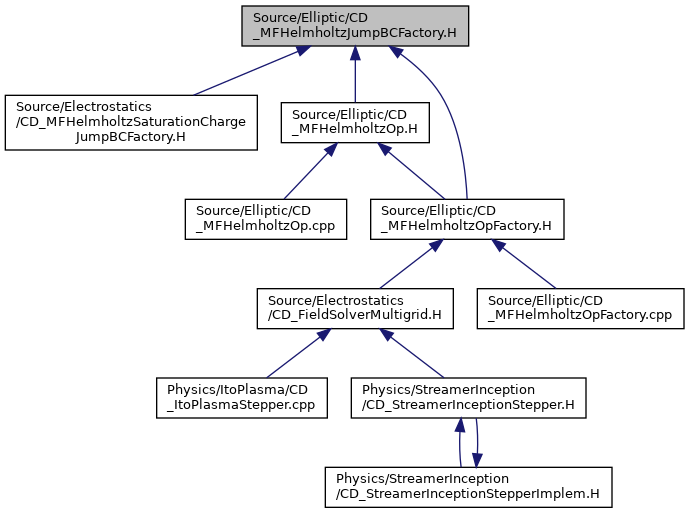 Source/Elliptic/CD
_MFHelmholtzJumpBCFactory.H
Source/Electrostatics
/CD_MFHelmholtzSaturationCharge
JumpBCFactory.H
Source/Elliptic/CD
_MFHelmholtzOp.H
Source/Elliptic/CD
_MFHelmholtzOp.cpp
Source/Elliptic/CD
_MFHelmholtzOpFactory.H
Source/Electrostatics
/CD_FieldSolverMultigrid.H
Source/Elliptic/CD
_MFHelmholtzOpFactory.cpp
Physics/ItoPlasma/CD
_ItoPlasmaStepper.cpp
Physics/StreamerInception
/CD_StreamerInceptionStepper.H
Physics/StreamerInception
/CD_StreamerInceptionStepperImplem.H